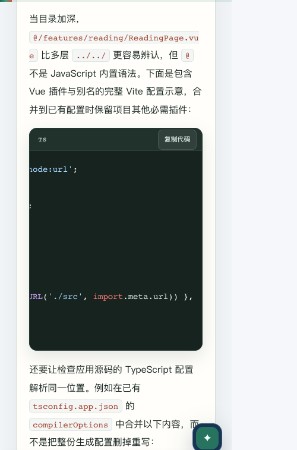 当目录加深，
@/features/reading/ReadingPage.vu
e 比多层 ../../ 更容易辨认，但 @
不是 JavaScript 内置语法。下面是包含
Vue 插件与别名的完整 Vite 配置示意，合
并到已有配置时保留项目其他必需插件：
TS 复制代码
node:url';
;
URL('./src', import.meta.url)) },
还要让检查应用源码的 TypeScript 配置
解析同一位置。例如在已有
tsconfig.app.json 的
compilerOptions 中合并以下内容，而
不是把整份生成配置删掉重写：